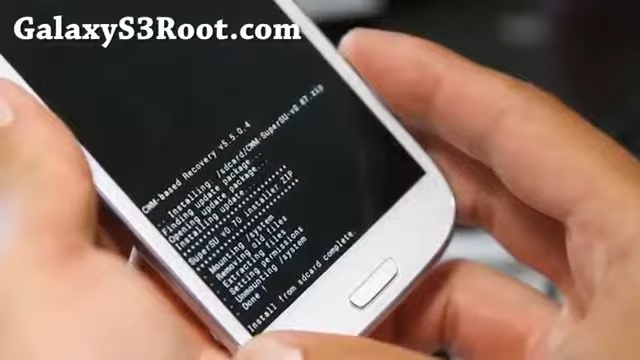 GalaxyS3Root.com
CWM-based Recovery v5.5.0.4
-- Installing: /sdcard/CWM-SuperSU-v0.87.zip
Finding update package...
Opening update package...
Installing update...
SuperSU v0.70 installer ZIP
- Mounting /system
- Removing old files
- Extracting files
- Setting permissions
- Unmounting /system
- Done !
Install from sdcard complete.